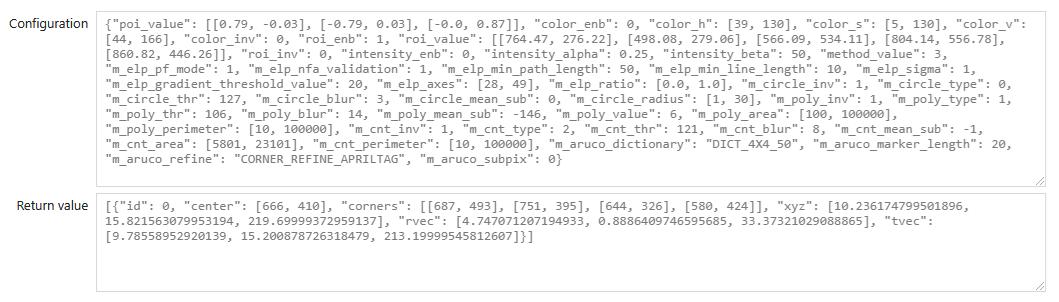 Configuration
{"poi_value": [[0.79, -0.03], [-0.79, 0.03], [-0.0, 0.87]], "color_enb": 0, "color_h": [39, 130], "color_s": [5, 130], "color_v":
[44, 166], "color_inv": 0, "roi_enb": 1, "roi_value": [[764.47, 276.22], [498.08, 279.06], [566.09, 534.11], [804.14, 556.78],
[860.82, 446.26]], "roi_inv": 0, "intensity_enb": 0, "intensity_alpha": 0.25, "intensity_beta": 50, "method_value": 3,
"m_elp_pf_mode": 1, "m_elp_nfa_validation": 1, "m_elp_min_path_length": 50, "m_elp_min_line_length": 10, "m_elp_sigma": 1,
"m_elp_gradient_threshold_value": 20, "m_elp_axes": [28, 49], "m_elp_ratio": [0.0, 1.0], "m_circle_inv": 1, "m_circle_type": 0,
"m_circle_thr": 127, "m_circle_blur": 3, "m_circle_mean_sub": 0, "m_circle_radius": [1, 30], "m_poly_inv": 1, "m_poly_type": 1,
"m_poly_thr": 106, "m_poly_blur": 14, "m_poly_mean_sub": -146, "m_poly_value": 6, "m_poly_area": [100, 100000],
"m_poly_perimeter": [10, 100000], "m_cnt_inv": 1, "m_cnt_type": 2, "m_cnt_thr": 121, "m_cnt_blur": 8, "m_cnt_mean_sub": -1,
"m_cnt_area": [5801, 23101], "m_cnt_perimeter": [10, 100000], "m_aruco_dictionary": "DICT_4X4_50", "m_aruco_marker_length": 20,
"m_aruco_refine": "CORNER_REFINE_APRILTAG", "m_aruco_subpix": 0}
Return value
[{"id": 0, "center": [666, 410], "corners": [[687, 493], [751, 395], [644, 326], [580, 424]], "xyz": [10.236174799501896,
15.821563079953194, 219.69999372959137], "rvec": [4.747071207194933, 0.8886409746595685, 33.37321029088865], "tvec":
[9.78558952920139, 15.200878726318479, 213.19999545812607]}]